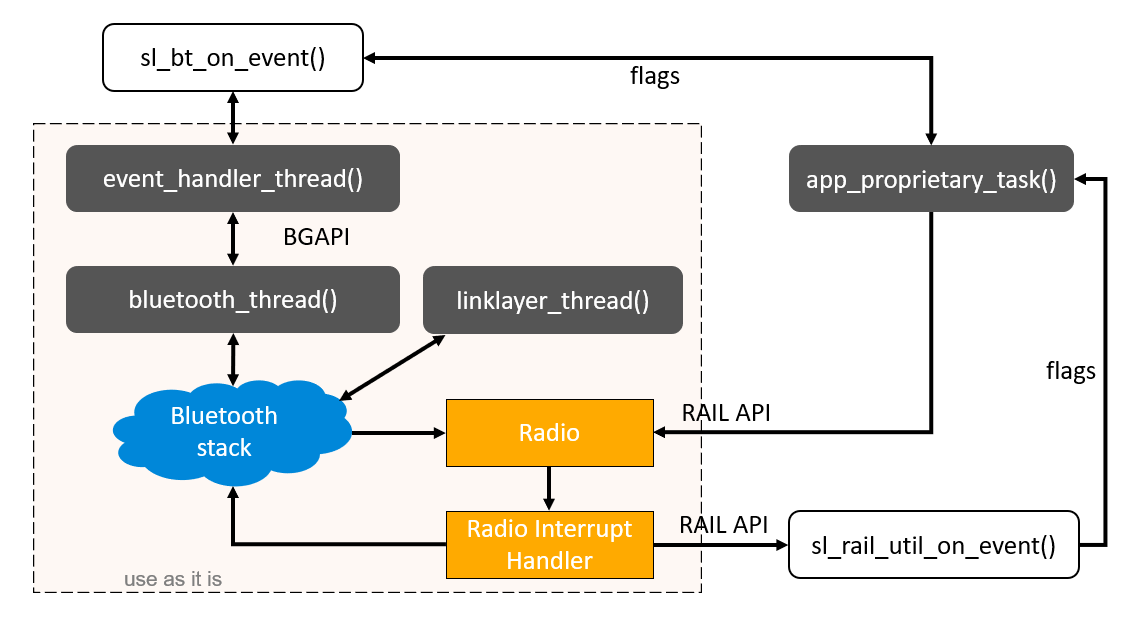 sl_bt_on_event()
flags
event_handler_thread()
app_proprietary_task()
BGAPI
bluetooth_thread()
linklayer_thread()
flags
Bluetooth
stack
Radio
RAIL API
Radio Interrupt
Handler
RAIL API
sl_rail_util_on_event()
use as it is